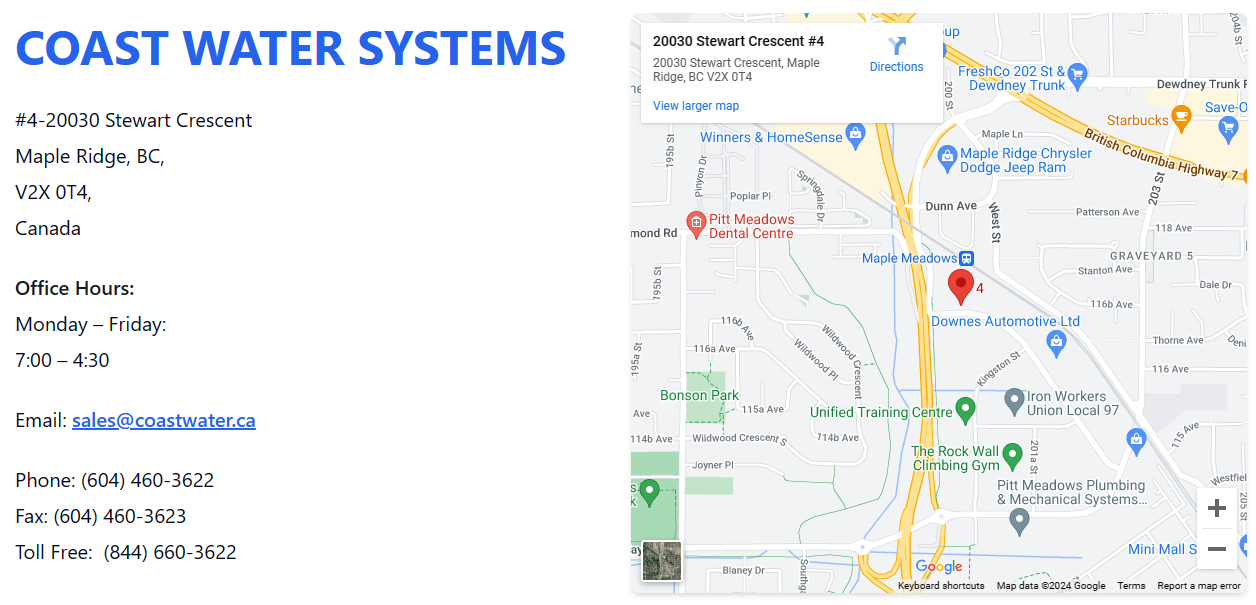 COAST WATER SYSTEMS
#4-20030 Stewart Crescent
Maple Ridge, BC,
V2X 0T4,
Canada
Office Hours:
Monday – Friday:
7:00 – 4:30
Email: sales@coastwater.ca
Phone: (604) 460-3622
Fax: (604) 460-3623
Toll Free:  (844) 660-3622
20030 Stewart Crescent #4
20030 Stewart Crescent, Maple
Ridge, BC V2X 0T4
Directions
View larger map
204b St
FreshCo 202 St &
Dewdney Trunk
Dewdney Trunk R
200 St
Save-O
Starbucks
Winners & HomeSense
Maple Ln
British Columbia Highway 7
195b St
Maple Ridge Chrysler
Dodge Jeep Ram
Pinyon Dr
Springdale Dr
Poplar Pl
203 St
Dunn Ave
West St
Patterson Ave
Pitt Meadows
Dental Centre
mond Rd
118 Ave
Maple Meadows
GRAVEYARD 5
Stanton Ave
195b St
4
Dale Dr
116b Ave
Downes Automotive Ltd
116b Ave
Wildwood Crescent
Thorne Ave
Deni
195a St
116a Ave
Wildwood Pl
Kingston St
116 Ave
Bonson Park
Iron Workers
Union Local 97
Ave
115a Ave
Unified Training Centre
115 Ave
114b Ave
Wildwood Crescent S
114b Ave
201a St
The Rock Wall
Climbing Gym
Joyner Pl
Westfiel
Pitt Meadows Plumbing
& Mechanical Systems...
205 S
Mini Mall S
Blaney Dr
Southga
Google
Keyboard shortcuts
Map data ©2024 Google
Terms
Report a map error